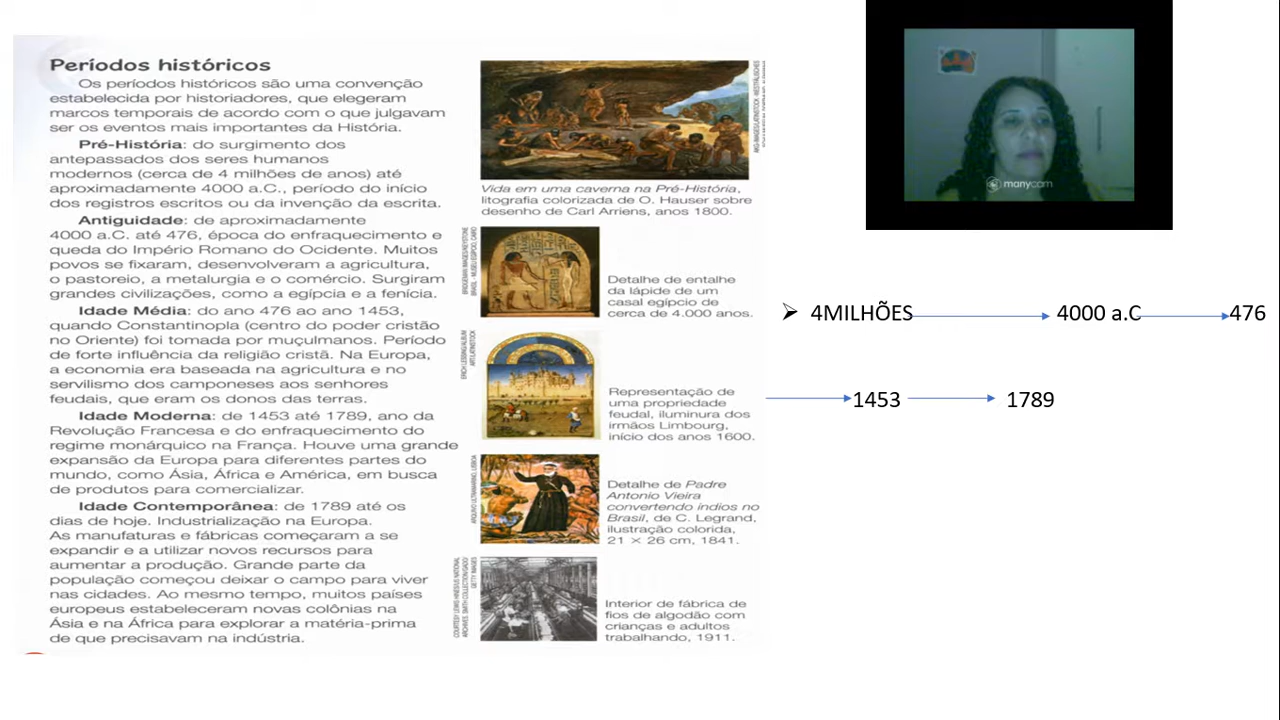 Períodos históricos
Os períodos históricos são uma convenção
estabelecida por historiadores, que elegeram
marcos temporais de acordo com o que julgavam
ser os eventos mais importantes da História.
Pré-História: do surgimento dos
antepassados dos seres humanos
modernos (cerca de 4 milhões de anos) até
aproximadamente 4000 a.C., período do início
dos registros escritos ou da invenção da escrita.
Antiguidade: de aproximadamente
4000 a.C. até 476, época do enfraquecimento e
queda do Império Romano do Ocidente. Muitos
povos se fixaram, desenvolveram a agricultura,
o pastoreio, a metalurgia e o comércio. Surgiram
grandes civilizações, como a egípcia e a fenícia.
Idade Média: do ano 476 ao ano 1453,
quando Constantinopla (centro do poder cristão
no Oriente) foi tomada por muçulmanos. Período
de forte influência da religião cristã. Na Europa,
a economia era baseada na agricultura e no
servilismo dos camponeses aos senhores
feudais, que eram os donos das terras.
Idade Moderna: de 1453 até 1789, ano da
Revolução Francesa e do enfraquecimento do
regime monárquico na França. Houve uma grande
expansão da Europa para diferentes partes do
mundo, como Ásia, África e América, em busca
de produtos para comercializar.
Idade Contemporânea: de 1789 até os
dias de hoje. Industrialização na Europa.
As manufaturas e fábricas começaram a se
expandir e a utilizar novos recursos para
aumentar a produção. Grande parte da
população começou deixar o campo para viver
nas cidades. Ao mesmo tempo, muitos países
europeus estabeleceram novas colônias na
Ásia e na África para explorar a matéria-prima
de que precisavam na indústria.
Vida em uma caverna na Pré-História,
litografia colorizada de O. Hauser sobre
desenho de Carl Arriens, anos 1800.
Detalhe de entalhe
da lápide de um
casal egípcio de
cerca de 4.000 anos.
Representação de
uma propriedade
feudal, iluminura dos
irmãos Limbourg,
início dos anos 1600.
ARQUIVO ULTRAMARINO, LISBOA
Detalhe de Padre
Antonio Vieira
convertendo índios no
Brasil, de C. Legrand,
ilustração colorida,
21 × 26 cm, 1841.
Interior de fábrica de
fios de algodão com
crianças e adultos
trabalhando, 1911.
manycam
4MILHÕES 4000 a.C 476
1453 1789